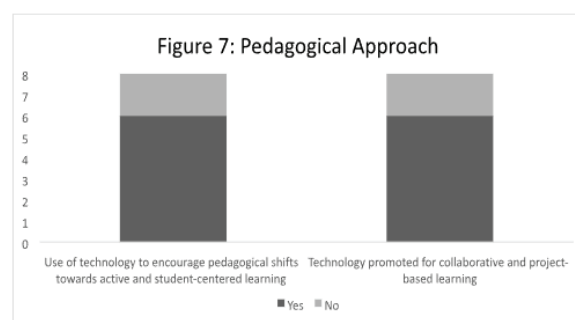 Figure 7: Pedagogical Approach
8
7
6
5
4
3
2
1
0
Use of technology to encourage pedagogical shifts
towards active and student-centered learning
Technology promoted for collaborative and project-
based learning
Yes No